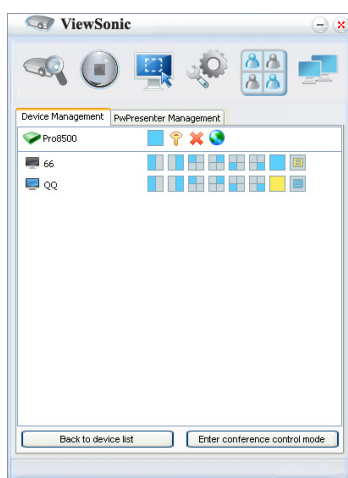 ViewSonic
Device Management PwPresenter Management
Pro8500
66
QQ
Back to device list Enter conference control mode